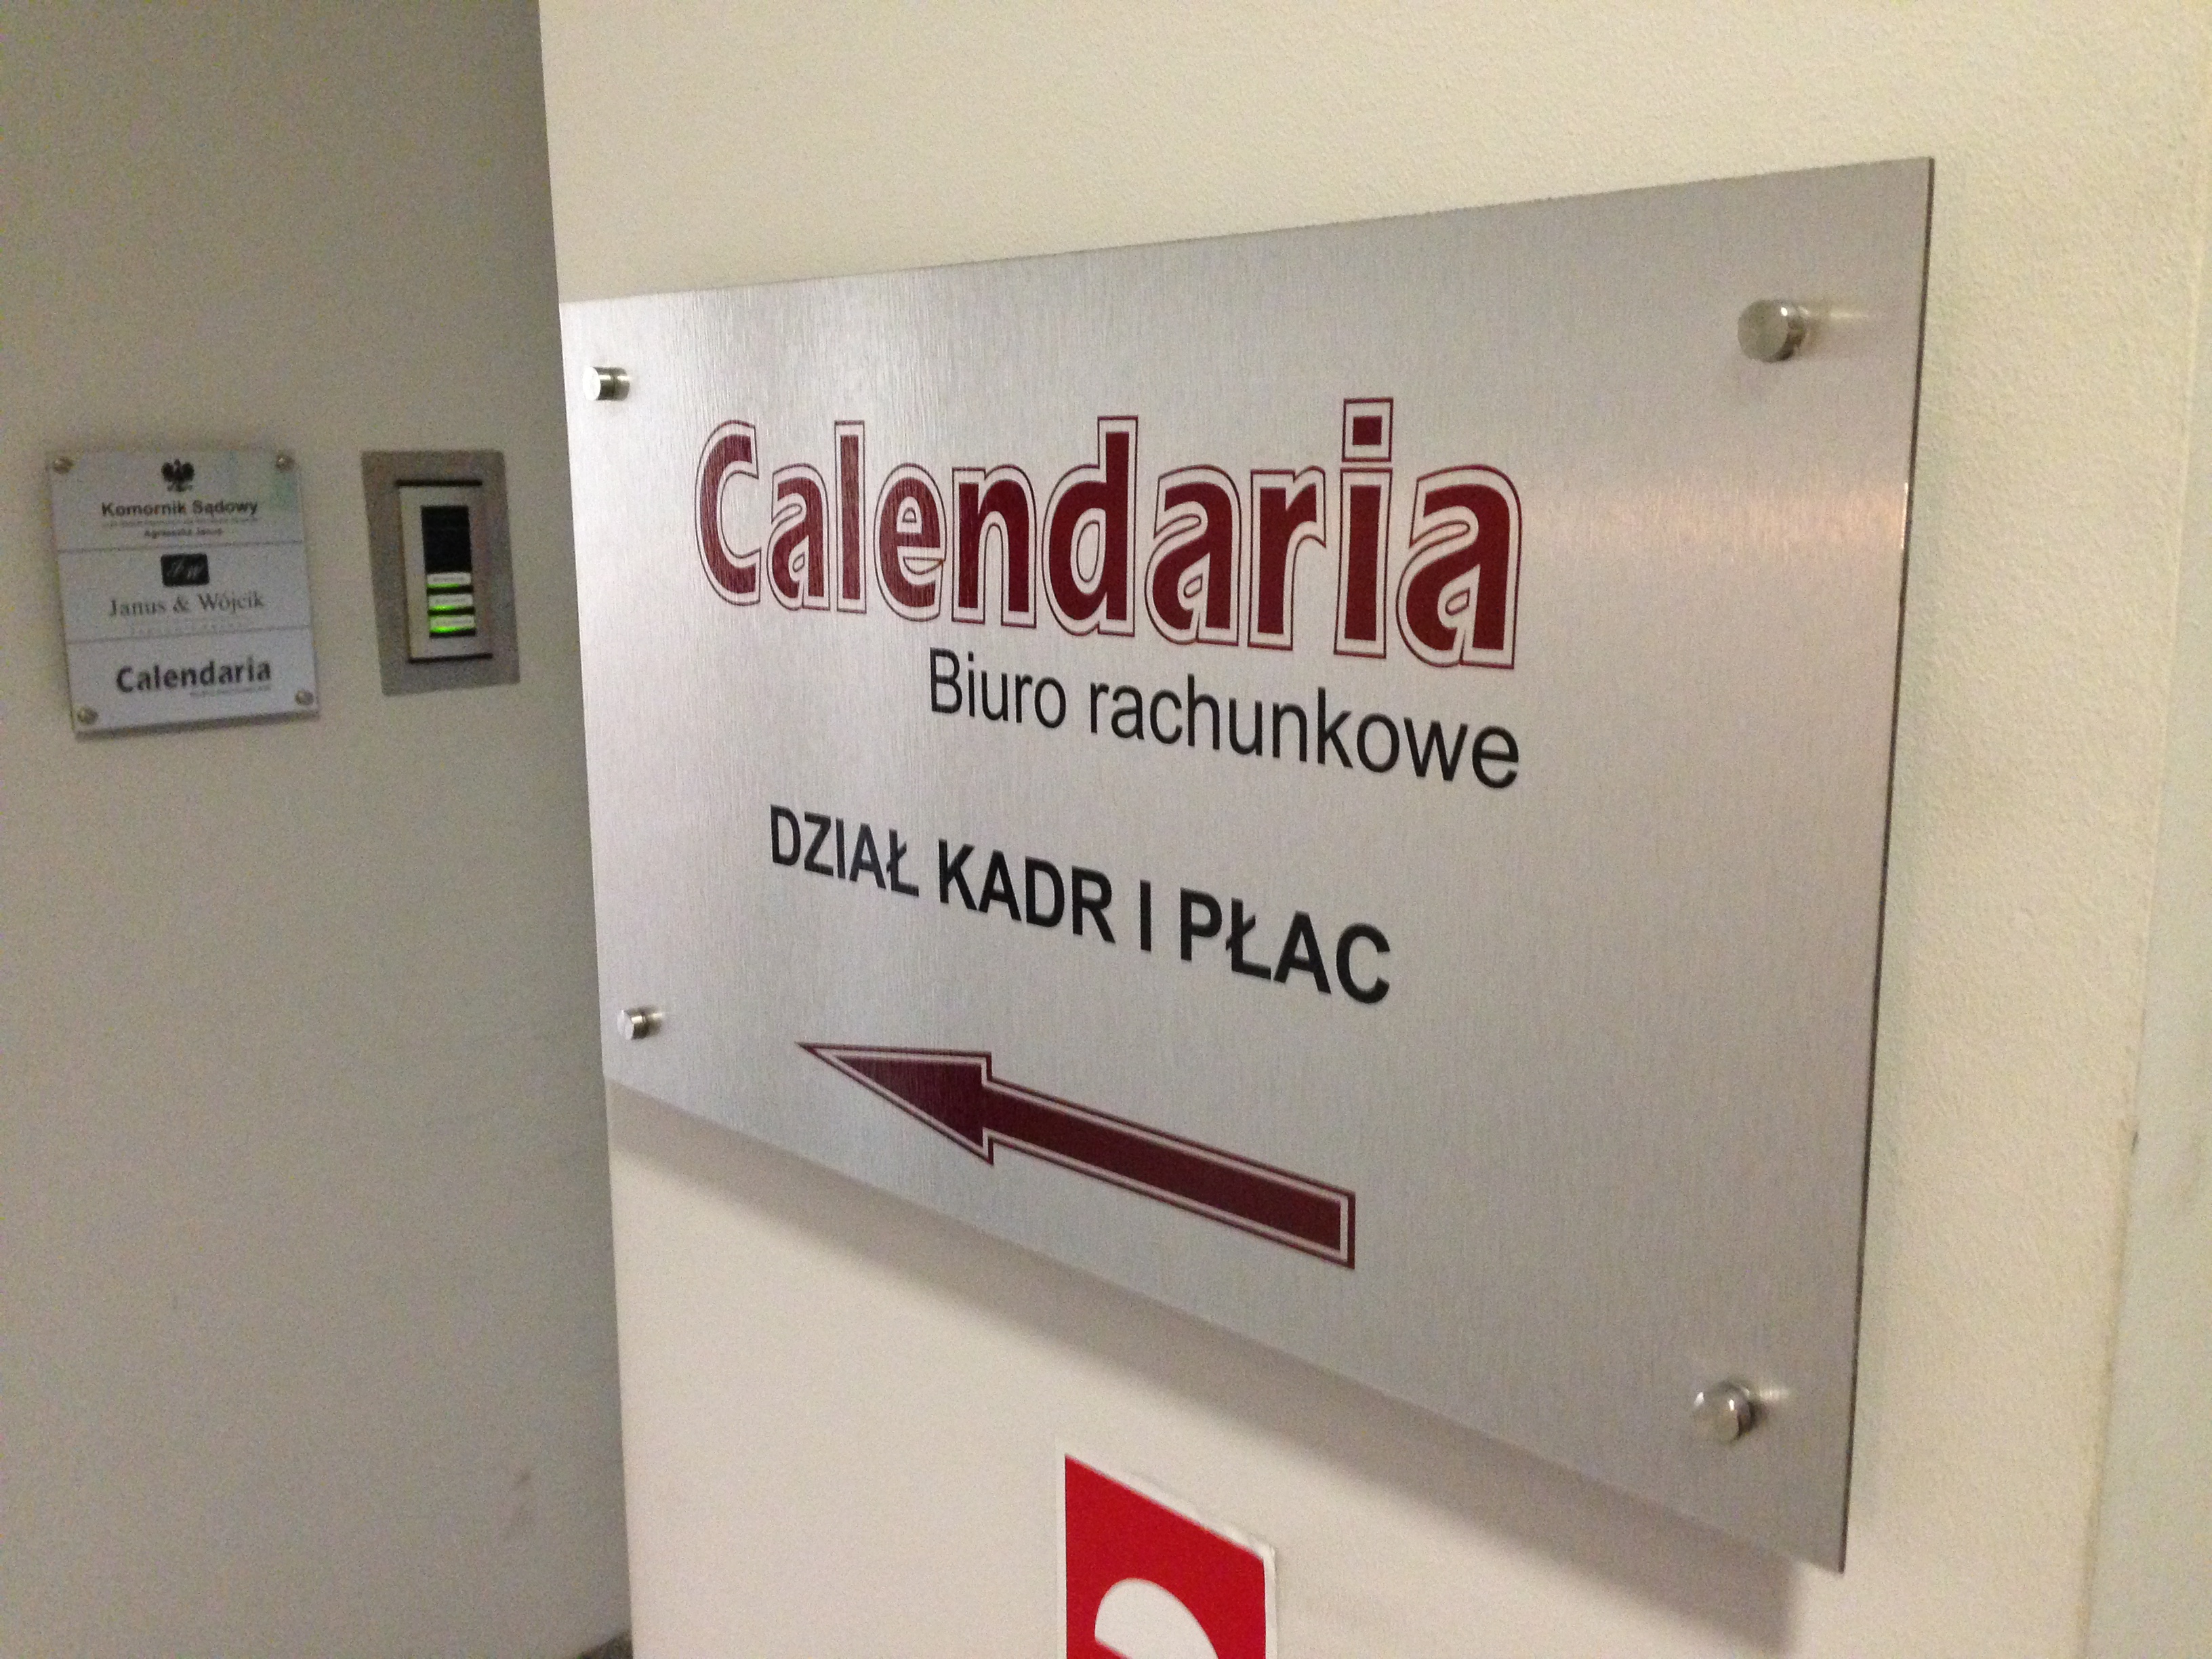 Komornik Sądowy
Janus & Wójcik
Calendaria
Calendaria
Biuro rachunkowe
DZIAŁ KADR I PŁAC